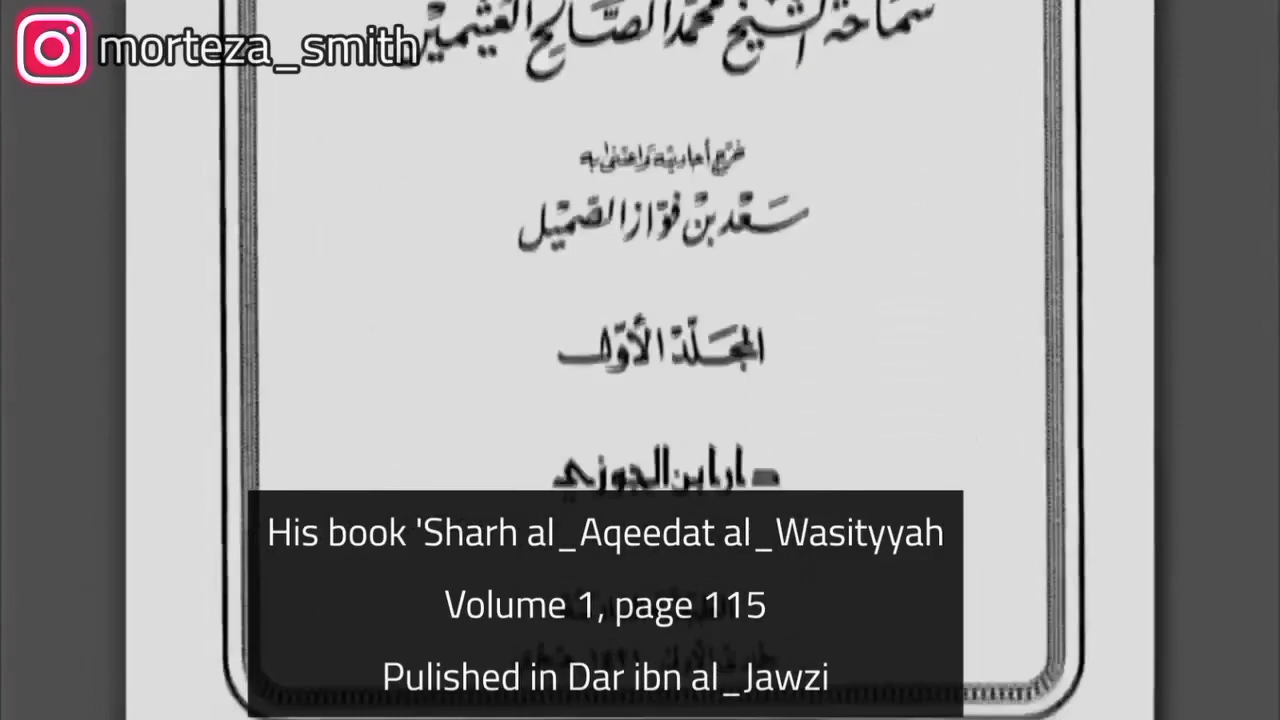 morteza_smith
سماحة الشيخ محمد الصالح العثيمين
خرج أحاديثه واعتنى به
سعد بن فواز الصميل
المجلد الأول
دار ابن الجوزي
His book 'Sharh al_Aqeedat al_Wasityyah
Volume 1, page 115
Pulished in Dar ibn al_Jawzi